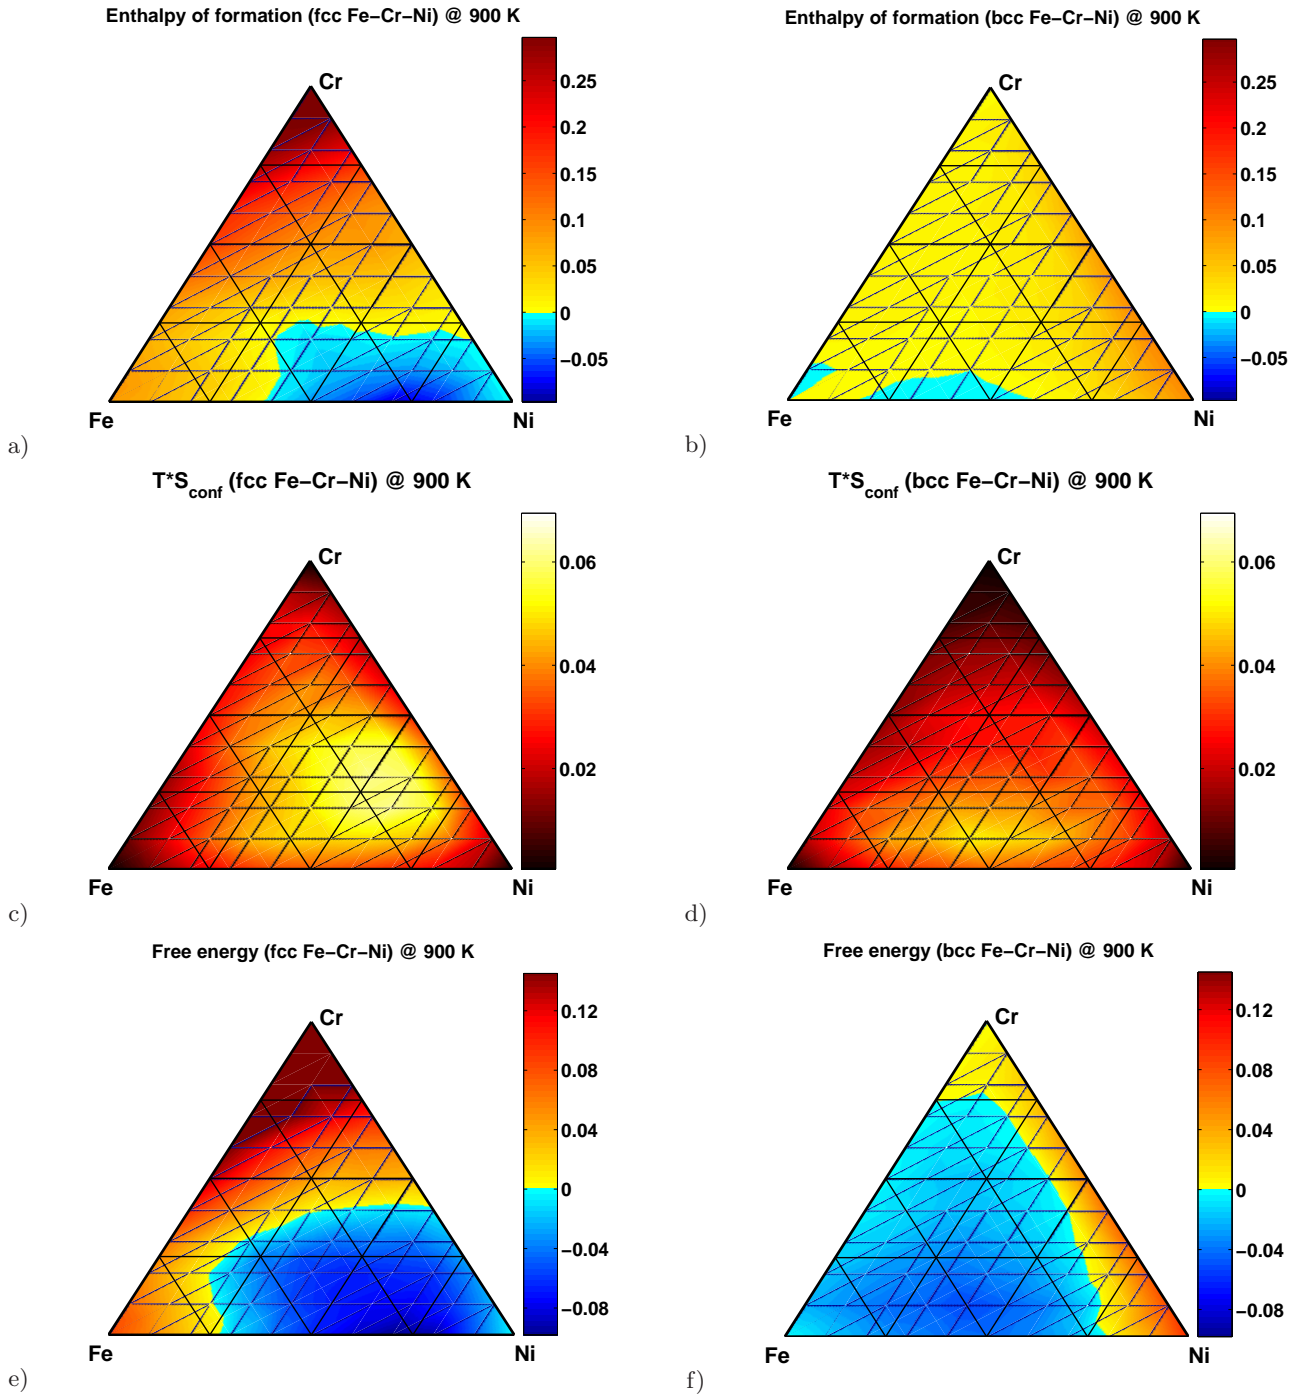 Enthalpy of formation (fcc Fe−Cr−Ni) @ 900 K
Cr
Fe
Ni
0.25
0.2
0.15
0.1
0.05
0
−0.05
a)
Enthalpy of formation (bcc Fe−Cr−Ni) @ 900 K
Cr
Fe
Ni
0.25
0.2
0.15
0.1
0.05
0
−0.05
b)
T*S_conf (fcc Fe−Cr−Ni) @ 900 K
Cr
Fe
Ni
0.06
0.04
0.02
c)
T*S_conf (bcc Fe−Cr−Ni) @ 900 K
Cr
Fe
Ni
0.06
0.04
0.02
d)
Free energy (fcc Fe−Cr−Ni) @ 900 K
Cr
Fe
Ni
0.12
0.08
0.04
0
−0.04
−0.08
e)
Free energy (bcc Fe−Cr−Ni) @ 900 K
Cr
Fe
Ni
0.12
0.08
0.04
0
−0.04
−0.08
f)